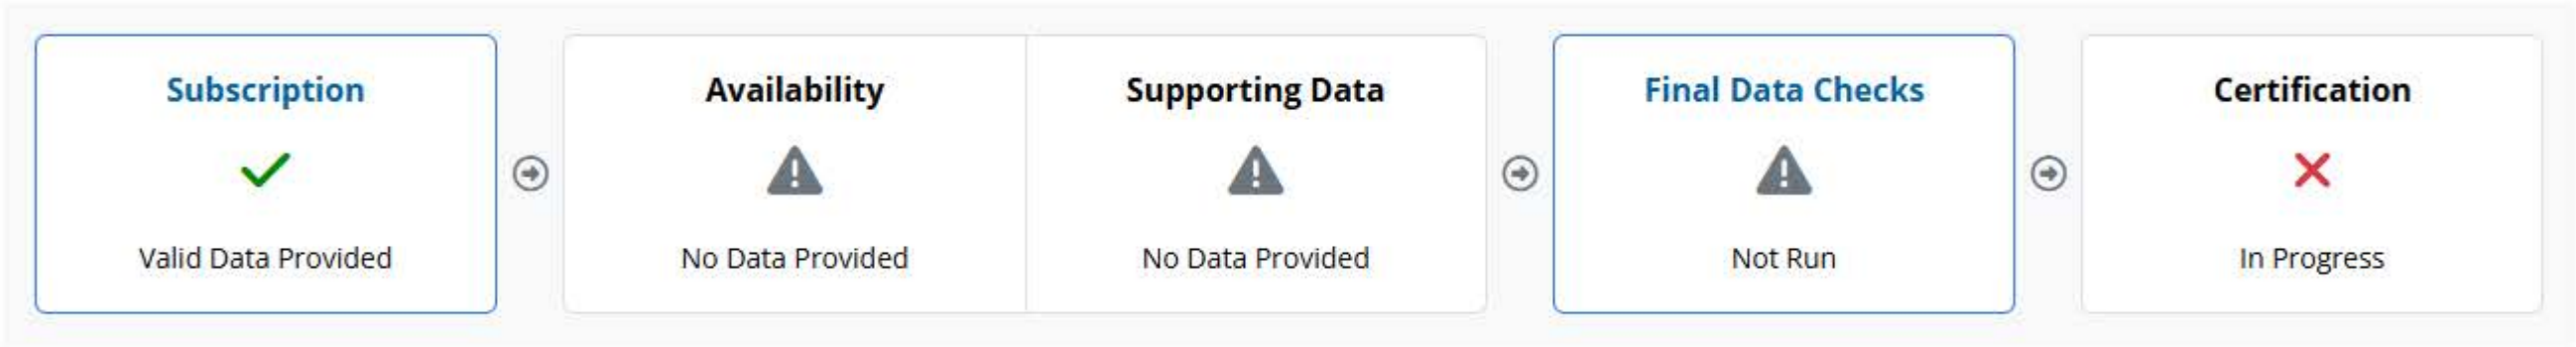 Subscription
Valid Data Provided
Availability
No Data Provided
Supporting Data
No Data Provided
Final Data Checks
Not Run
Certification
In Progress